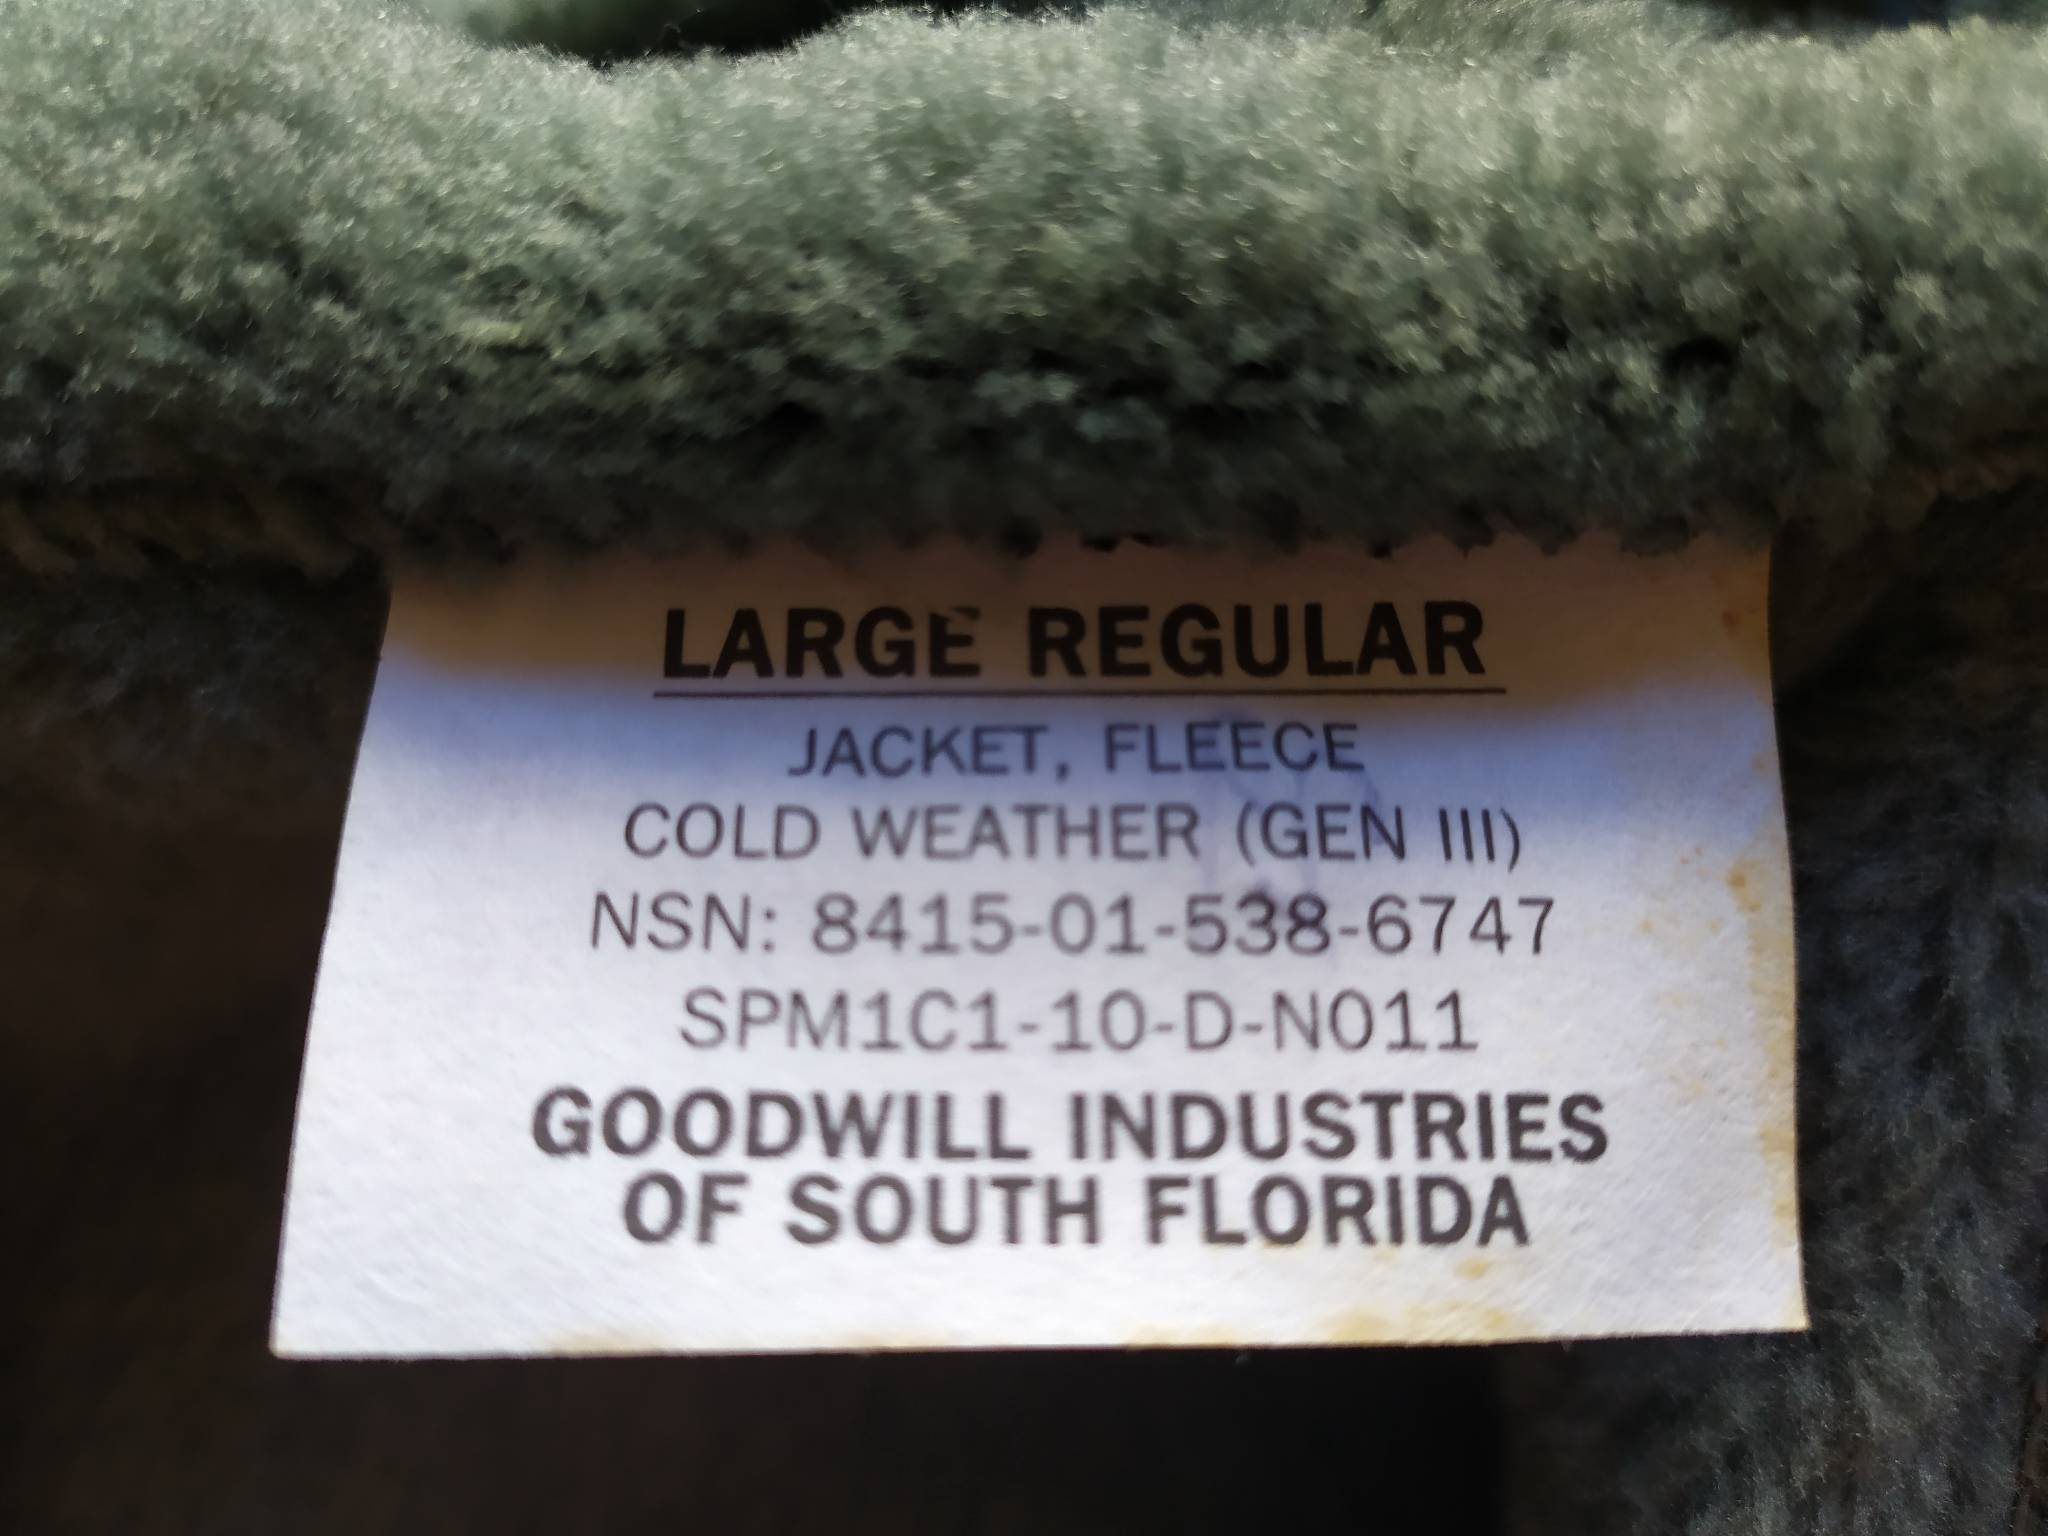 LARGE REGULAR
JACKET, FLEECE
COLD WEATHER (GEN III)
NSN: 8415-01-538-6747
SPM1C1-10-D-N011
GOODWILL INDUSTRIES
OF SOUTH FLORIDA